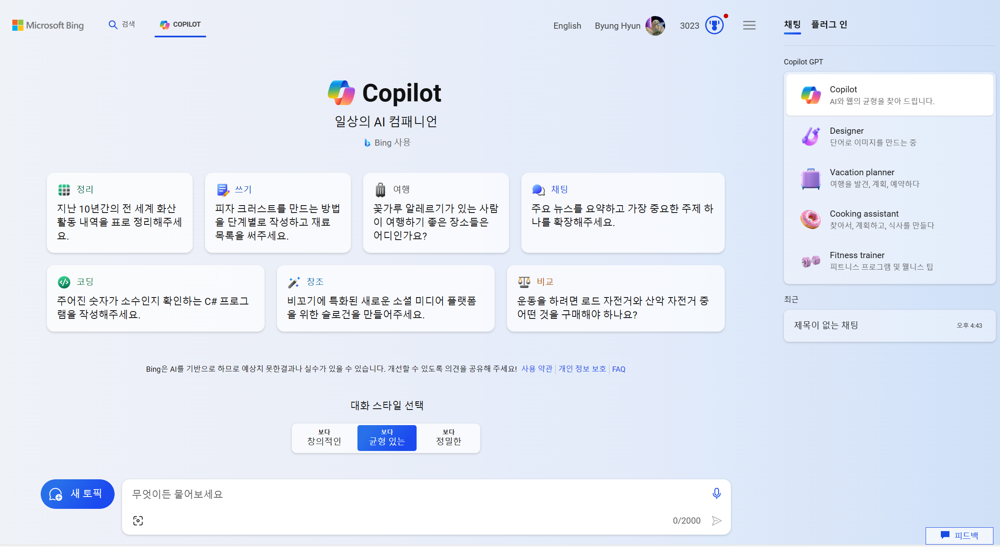 Microsoft Bing
검색
COPILOT
English
Byung Hyun
3023
채팅
플러그 인
Copilot
일상의 AI 컴패니언
Bing 사용
정리
지난 10년간의 전 세계 화산
활동 내역을 표로 정리해주세
요.
쓰기
피자 크러스트를 만드는 방법
을 단계별로 작성하고 재료
목록을 써주세요.
여행
꽃가루 알레르기가 있는 사람
이 여행하기 좋은 장소들은
어디인가요?
채팅
주요 뉴스를 요약하고 가장 중요한 주제 하
나를 확장해주세요.
코딩
주어진 숫자가 소수인지 확인하는 C# 프로그
램을 작성해주세요.
창조
비꼬기에 특화된 새로운 소셜 미디어 플랫폼
을 위한 슬로건을 만들어주세요.
비교
운동을 하려면 로드 자전거와 산악 자전거 중
어떤 것을 구매해야 하나요?
Bing은 AI를 기반으로 하므로 예상치 못한결과나 실수가 있을 수 있습니다. 개선할 수 있도록 의견을 공유해 주세요! 사용 약관 개인 정보 보호 FAQ
대화 스타일 선택
보다
창의적인
보다
균형 있는
보다
정밀한
새 토픽
무엇이든 물어보세요
0/2000
Copilot GPT
Copilot
AI와 웹의 균형을 찾아 드립니다.
Designer
단어로 이미지를 만드는 중
Vacation planner
여행을 발견, 계획, 예약하다
Cooking assistant
찾아서, 계획하고, 식사를 만들다
Fitness trainer
피트니스 프로그램 및 웰니스 팁
최근
제목이 없는 채팅
오후 4:43
피드백